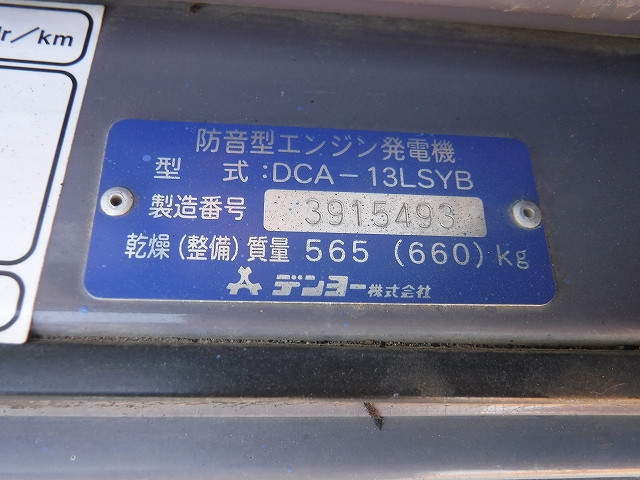 r/km
防音型エンジン発電機
型 式:DCA-13LSYB
製造番号 3915493
乾燥(整備)質量 565 (660)kg
デンヨー株式会社